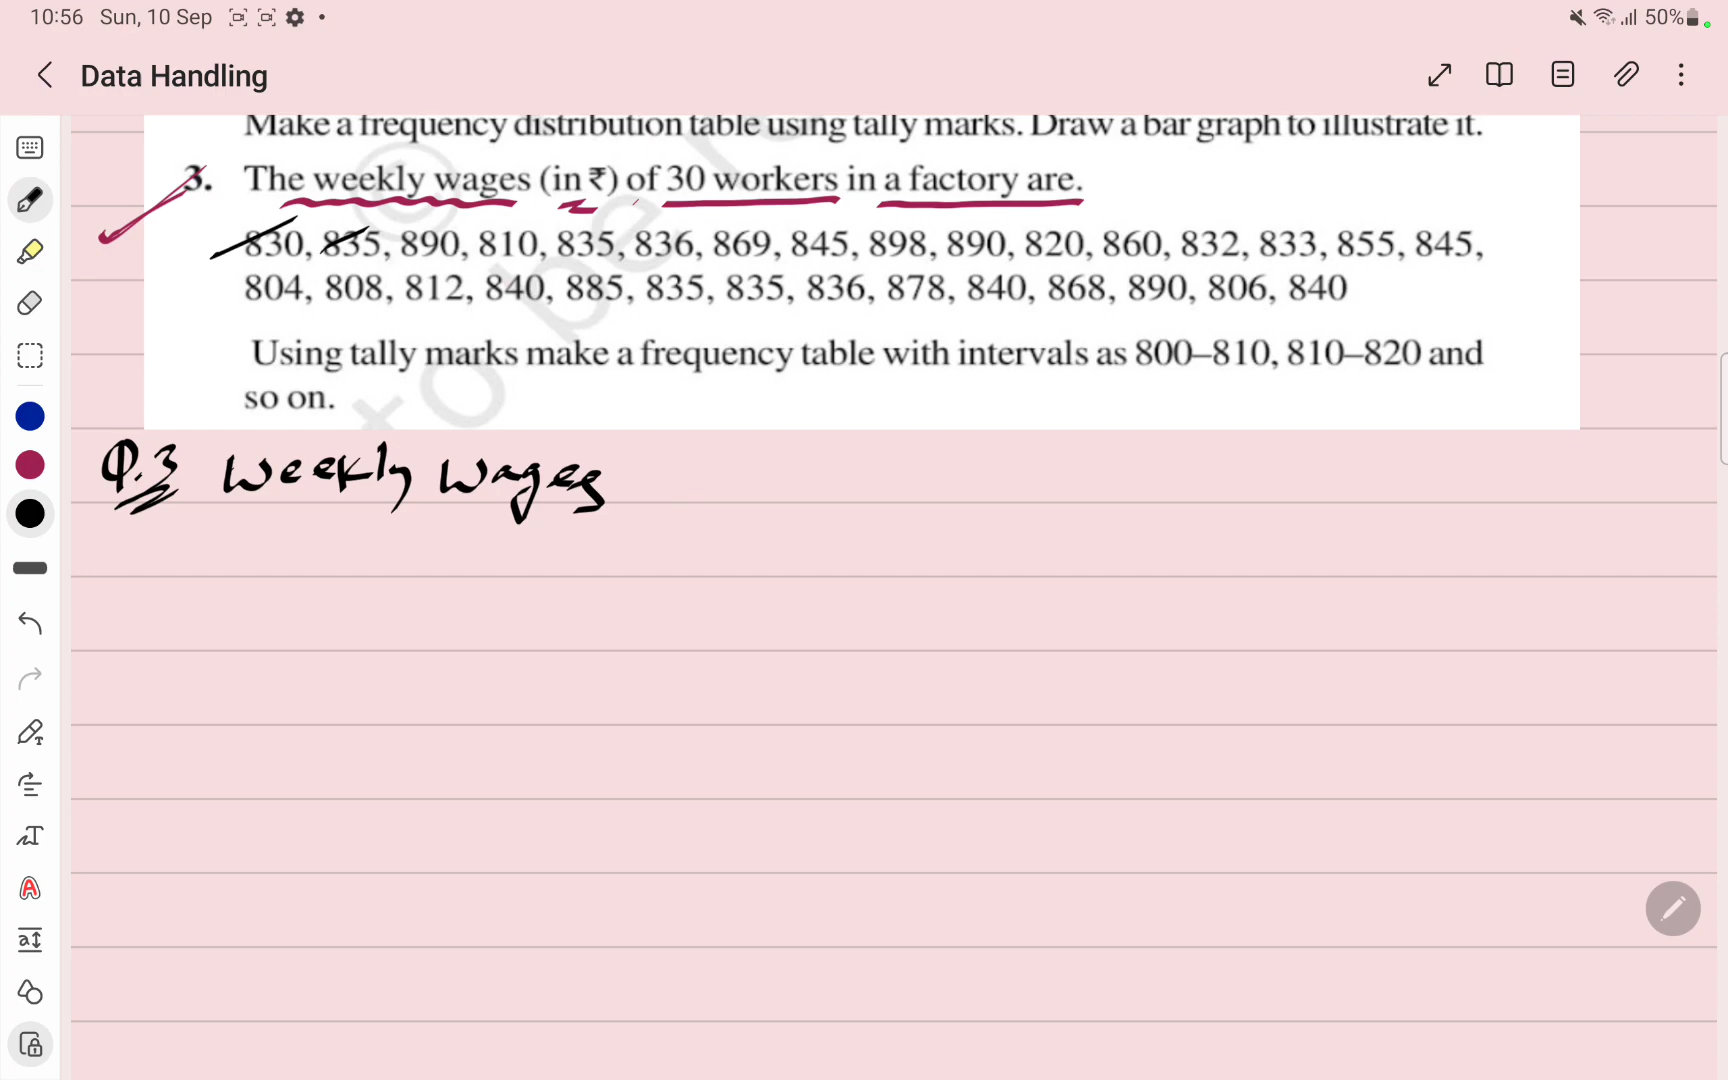 10:56 Sun, 10 Sep 50%
Data Handling
Make a frequency distribution table using tally marks. Draw a bar graph to illustrate it.
3. The weekly wages (in ₹) of 30 workers in a factory are.
830, 835, 890, 810, 835, 836, 869, 845, 898, 890, 820, 860, 832, 833, 855, 845,
804, 808, 812, 840, 885, 835, 835, 836, 878, 840, 868, 890, 806, 840
Using tally marks make a frequency table with intervals as 800–810, 810–820 and
so on.
Q.3 Weekly Wages